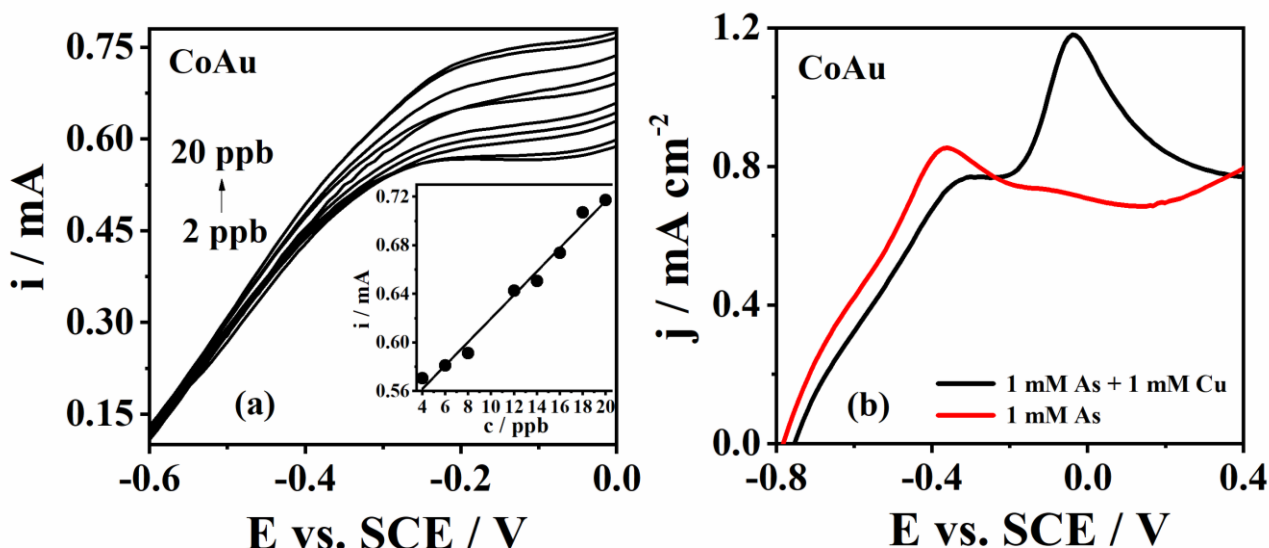 CoAu
20 ppb
2 ppb
i / mA
0.75
0.60
0.45
0.30
0.15
-0.6
-0.4
-0.2
0.0
E vs. SCE / V
(a)
i / mA
0.72
0.68
0.64
0.60
0.56
4 6 8 10 12 14 16 18 20
c / ppb
CoAu
j / mA cm⁻²
1.2
0.8
0.4
0.0
-0.8
-0.4
0.0
0.4
E vs. SCE / V
1 mM As + 1 mM Cu
1 mM As
(b)